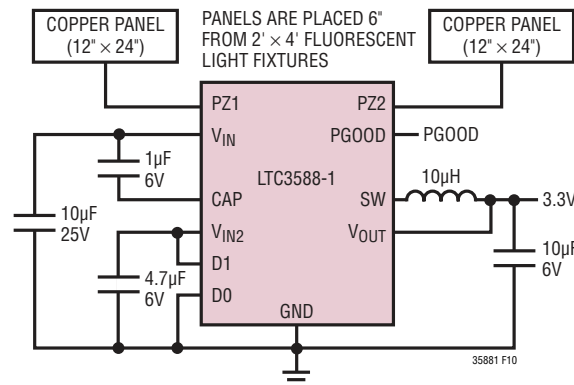 COPPER PANEL
(12" × 24")
PANELS ARE PLACED 6"
FROM 2' × 4' FLUORESCENT
LIGHT FIXTURES
COPPER PANEL
(12" × 24")
PZ1
PZ2
VIN
PGOOD
PGOOD
1µF
6V
LTC3588-1
10µH
CAP
SW
3.3V
10µF
25V
VIN2
VOUT
4.7µF
6V
D1
10µF
6V
D0
GND
35881 F10